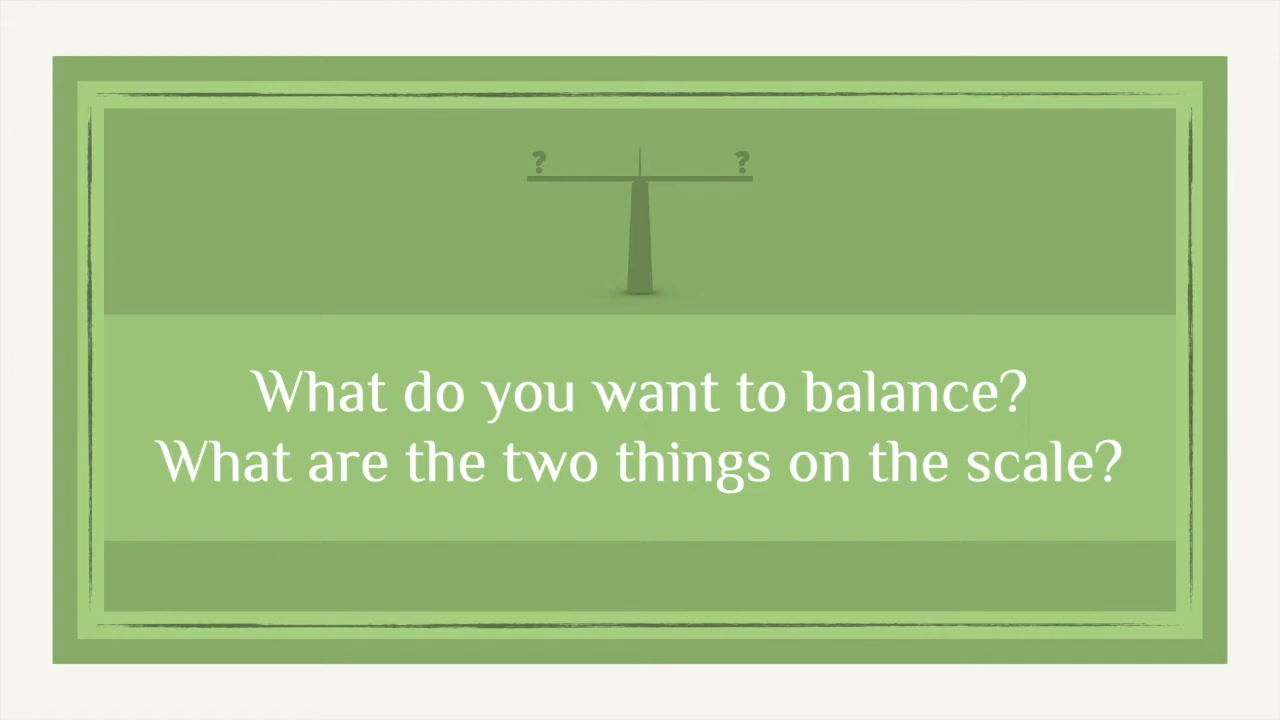 ? ?
What do you want to balance?
What are the two things on the scale?